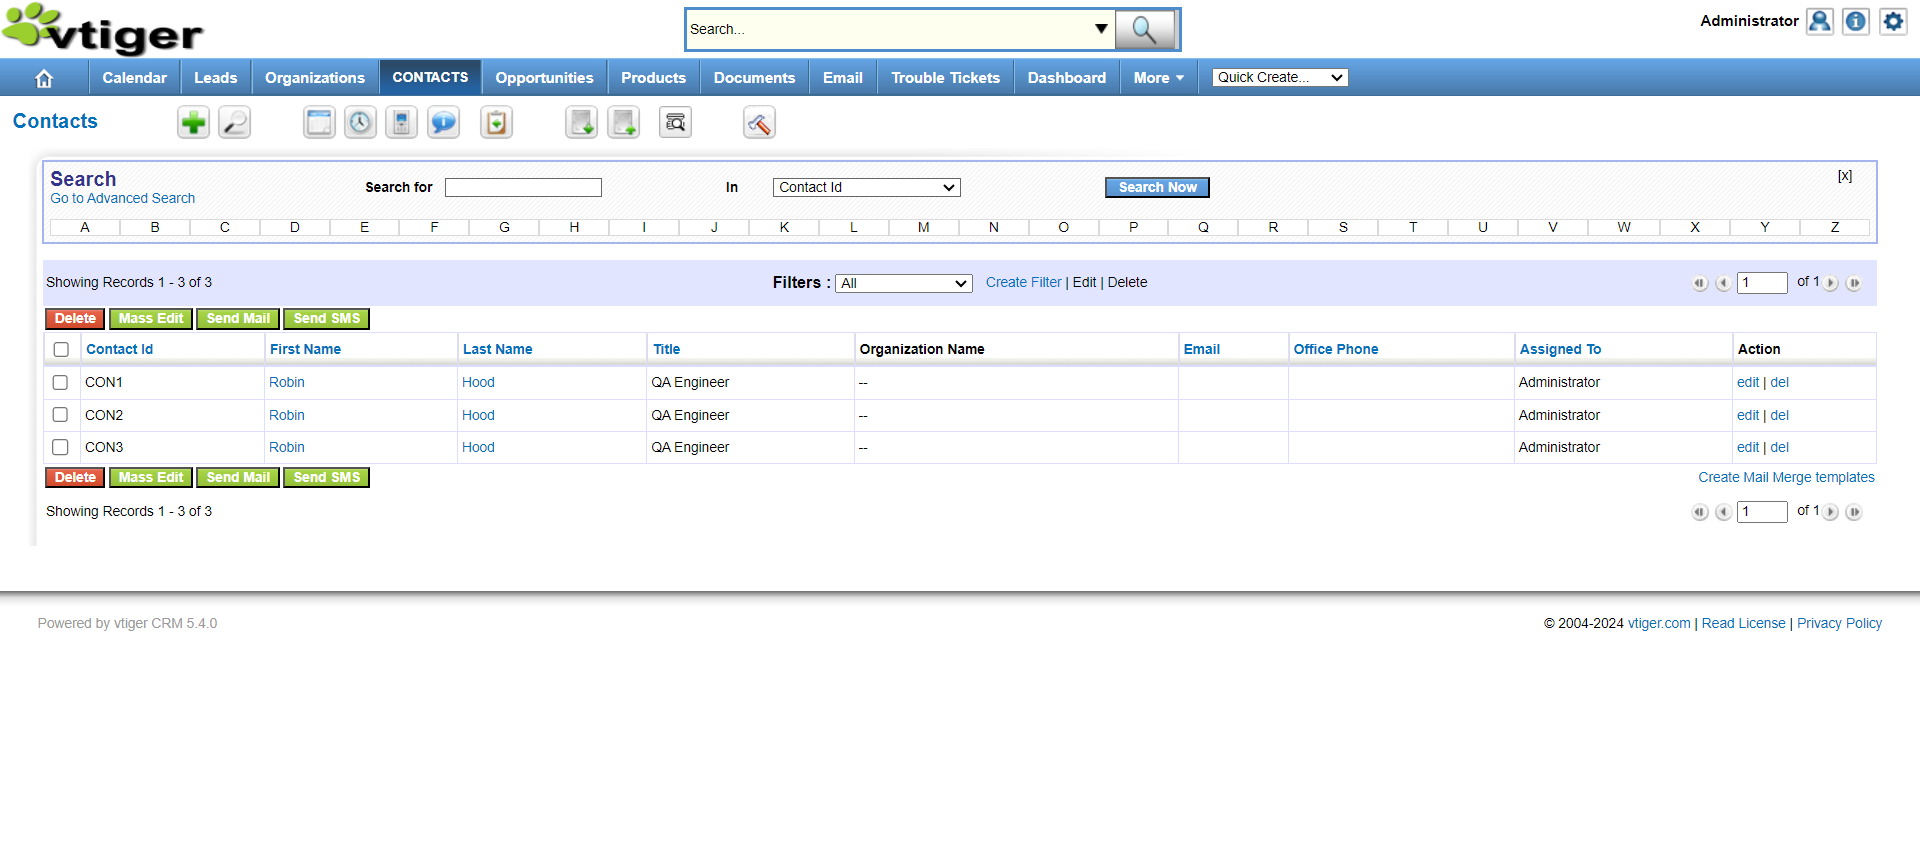 vtiger
Search...
Administrator
Calendar Leads Organizations CONTACTS Opportunities Products Documents Email Trouble Tickets Dashboard More Quick Create...
Contacts
Search
Go to Advanced Search
Search for In Contact Id Search Now [x]
A B C D E F G H I J K L M N O P Q R S T U V W X Y Z
Showing Records 1 - 3 of 3 Filters : All Create Filter | Edit | Delete 1 of 1
Delete Mass Edit Send Mail Send SMS
Contact Id First Name Last Name Title Organization Name Email Office Phone Assigned To Action
CON1 Robin Hood QA Engineer -- Administrator edit | del
CON2 Robin Hood QA Engineer -- Administrator edit | del
CON3 Robin Hood QA Engineer -- Administrator edit | del
Delete Mass Edit Send Mail Send SMS Create Mail Merge templates
Showing Records 1 - 3 of 3 1 of 1
Powered by vtiger CRM 5.4.0 © 2004-2024 vtiger.com | Read License | Privacy Policy